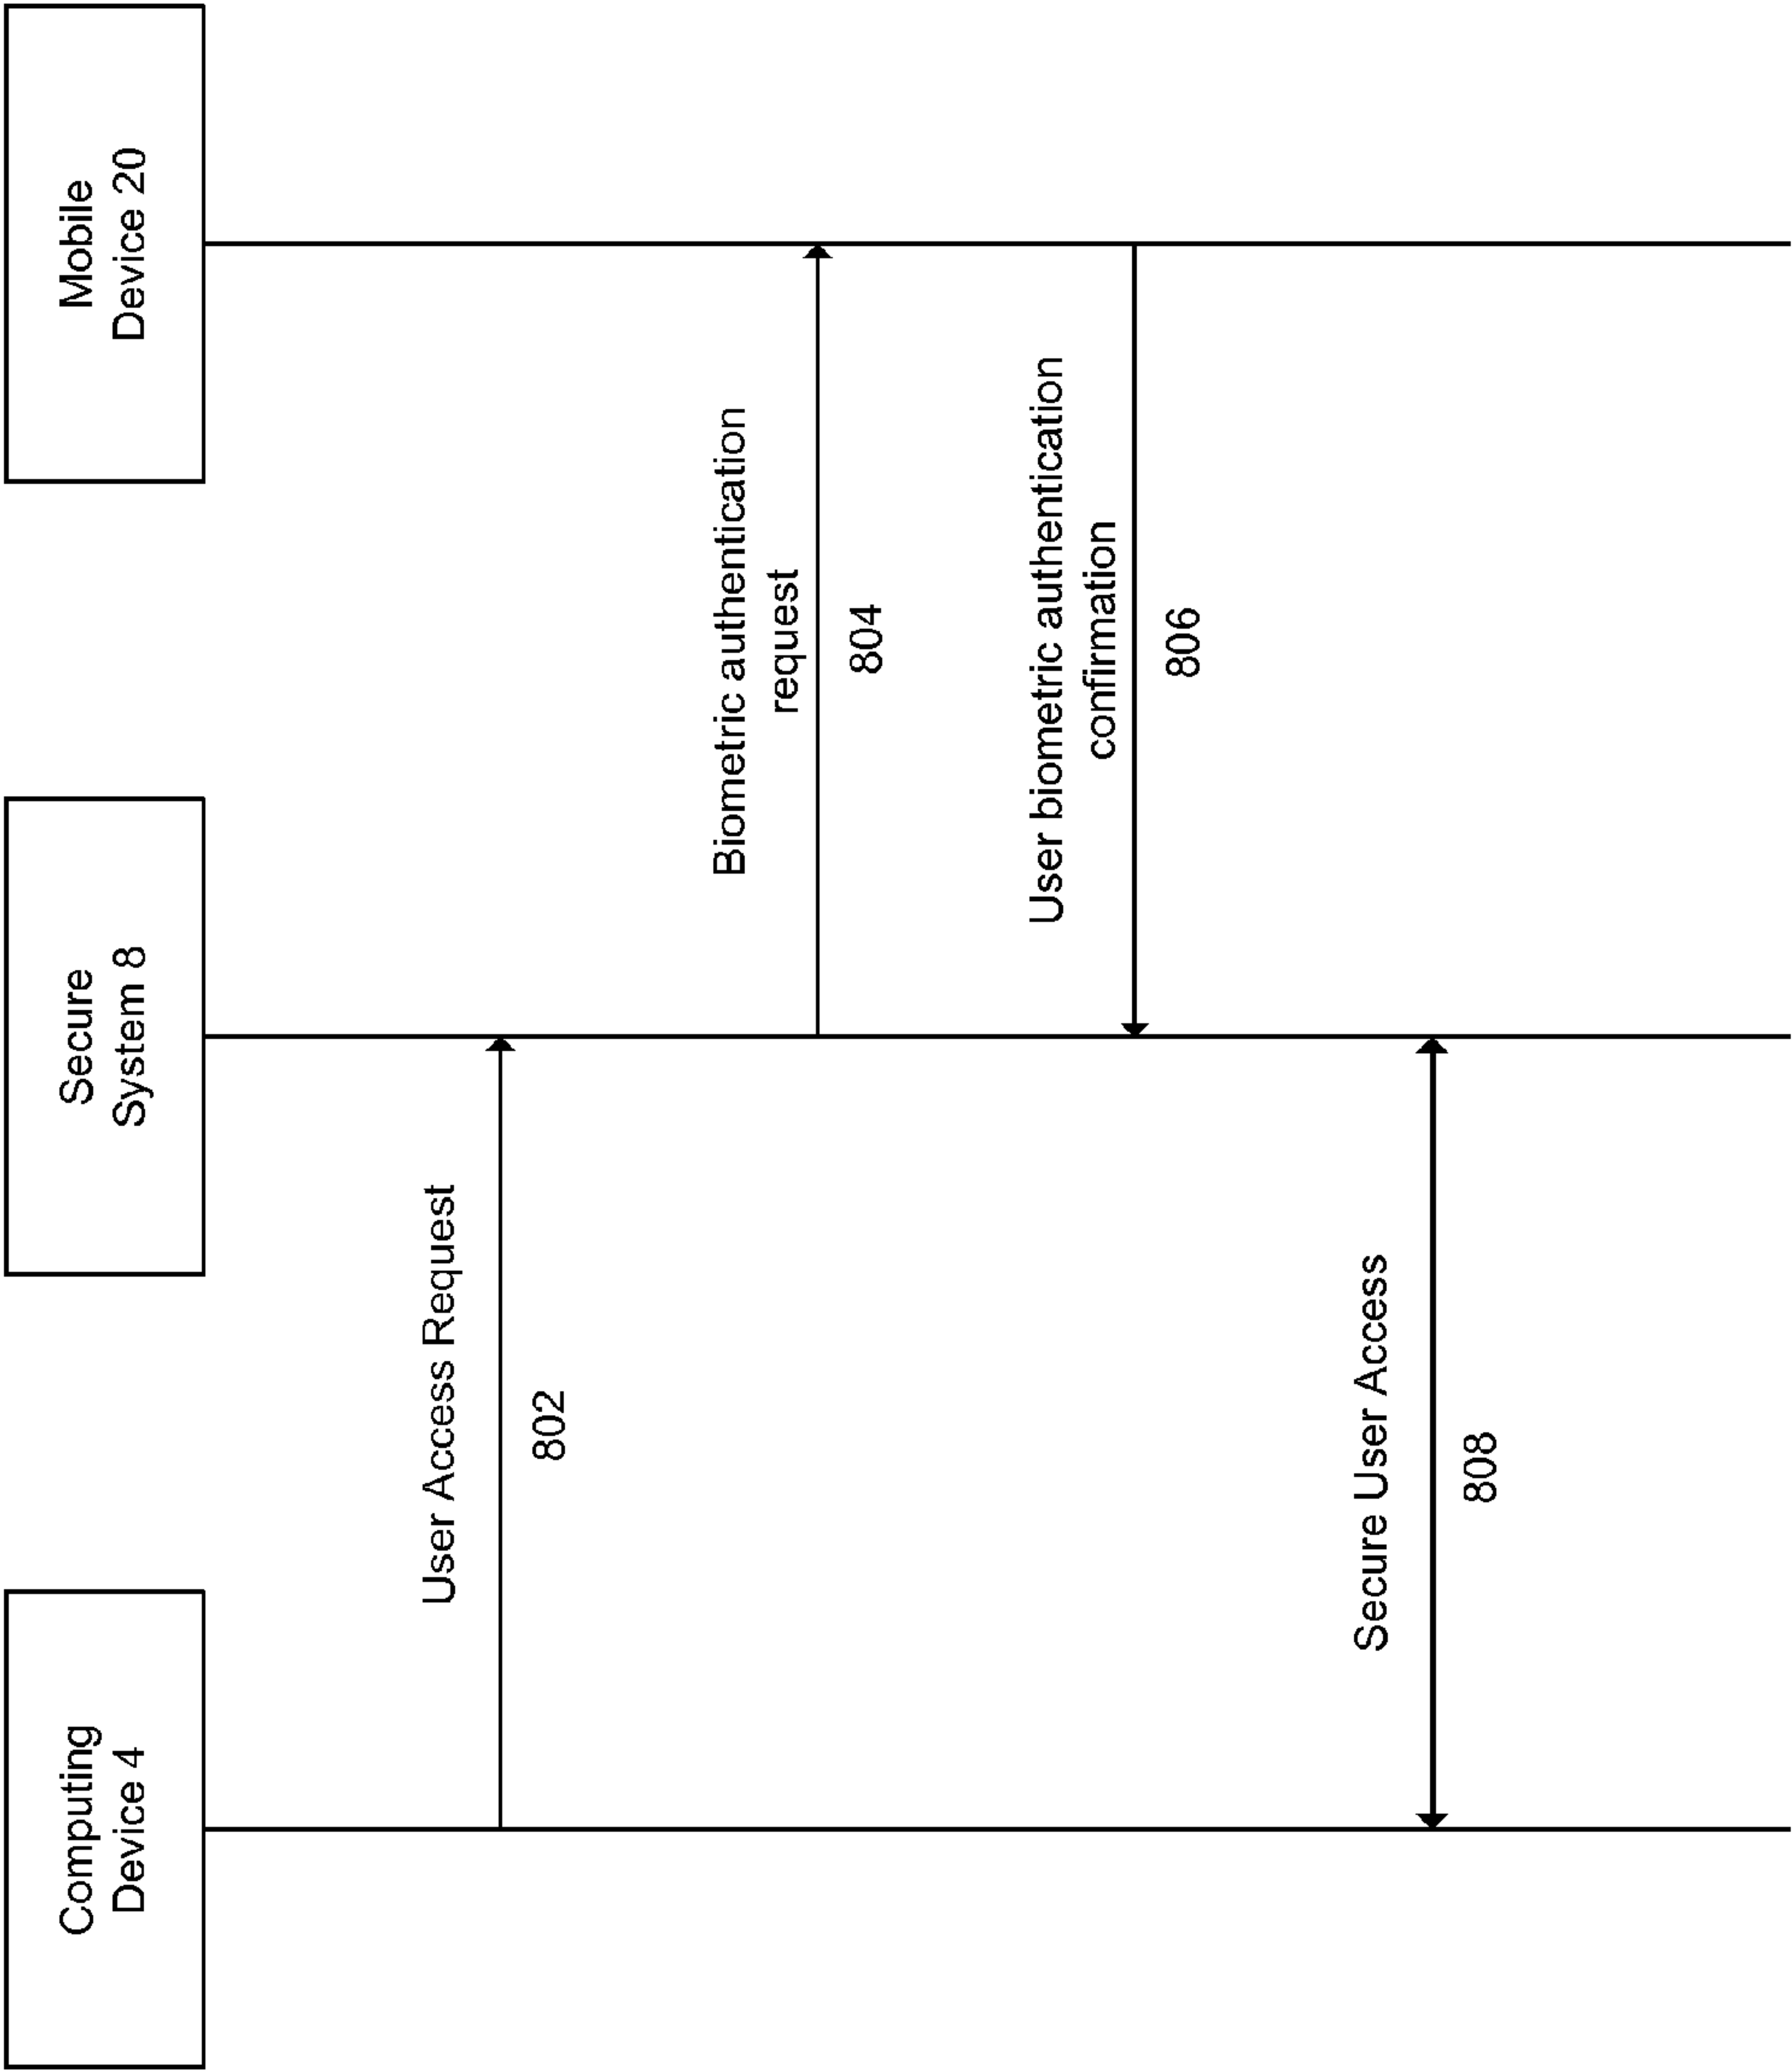 Computing
Device 4
Secure
System 8
Mobile
Device 20
User Access Request
802
Biometric authentication
request
804
User biometric authentication
confirmation
806
Secure User Access
808